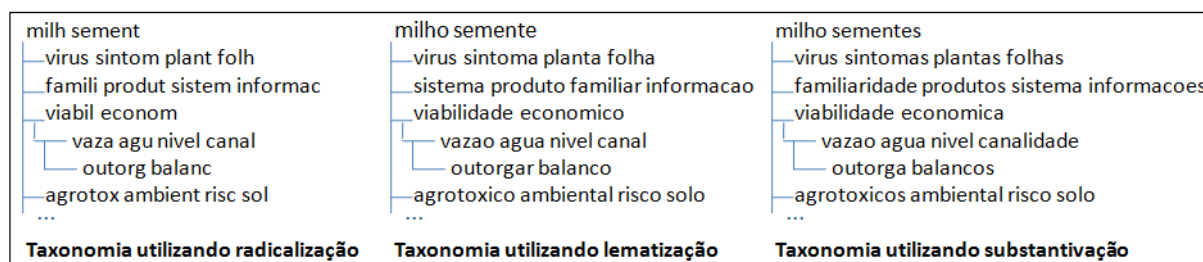 milh sement
virus sintom plant folh
famili produt sistem informac
viabil econom
vaza agu nivel canal
outorg balanc
agrotox ambient risc sol
...
Taxonomia utilizando radicalização
milho semente
virus sintoma planta folha
sistema produto familiar informacao
viabilidade economico
vazao agua nivel canal
outorgar balanco
agrotoxico ambiental risco solo
...
Taxonomia utilizando lematização
milho sementes
virus sintomas plantas folhas
familiaridade produtos sistema informacoes
viabilidade economica
vazao agua nivel canalidade
outorga balancos
agrotoxicos ambiental risco solo
...
Taxonomia utilizando substantivação